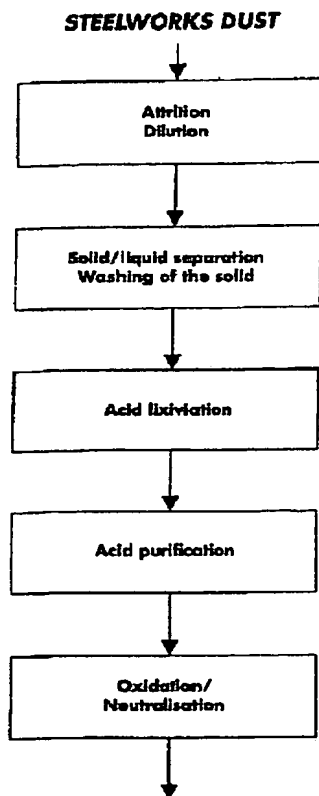 STEELWORKS DUST
Attrition
Dilution
Solid/liquid separation
Washing of the solid
Acid lixiviation
Acid purification
Oxidation/
Neutralisation